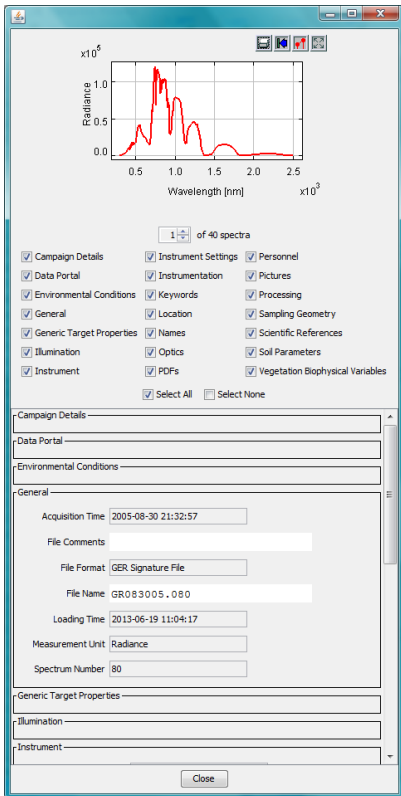 x10⁵
1.0
0.5
0.0
Radiance
0.5 1.0 1.5 2.0 2.5
Wavelength [nm] x10³
1 of 40 spectra
Campaign Details Instrument Settings Personnel
Data Portal Instrumentation Pictures
Environmental Conditions Keywords Processing
General Location Sampling Geometry
Generic Target Properties Names Scientific References
Illumination Optics Soil Parameters
Instrument PDFs Vegetation Biophysical Variables
Select All Select None
Campaign Details
Data Portal
Environmental Conditions
General
Acquisition Time 2005-08-30 21:32:57
File Comments
File Format GER Signature File
File Name GR083005.080
Loading Time 2013-06-19 11:04:17
Measurement Unit Radiance
Spectrum Number 80
Generic Target Properties
Illumination
Instrument
Close